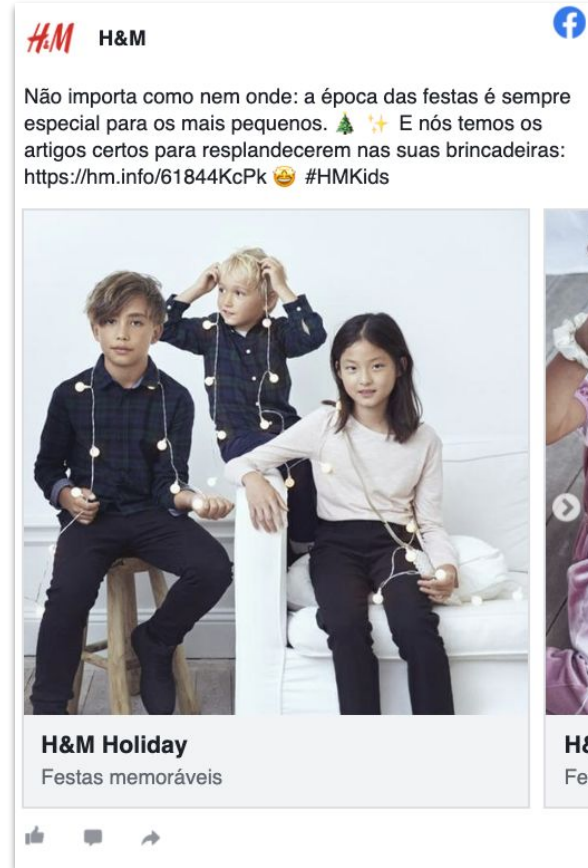 H&M H&M
Não importa como nem onde: a época das festas é sempre
especial para os mais pequenos. 🎄 ✨ E nós temos os
artigos certos para resplandecerem nas suas brincadeiras:
https://hm.info/61844KcPk 🤩 #HMKids
H&M Holiday
Festas memoráveis
H&
Fe